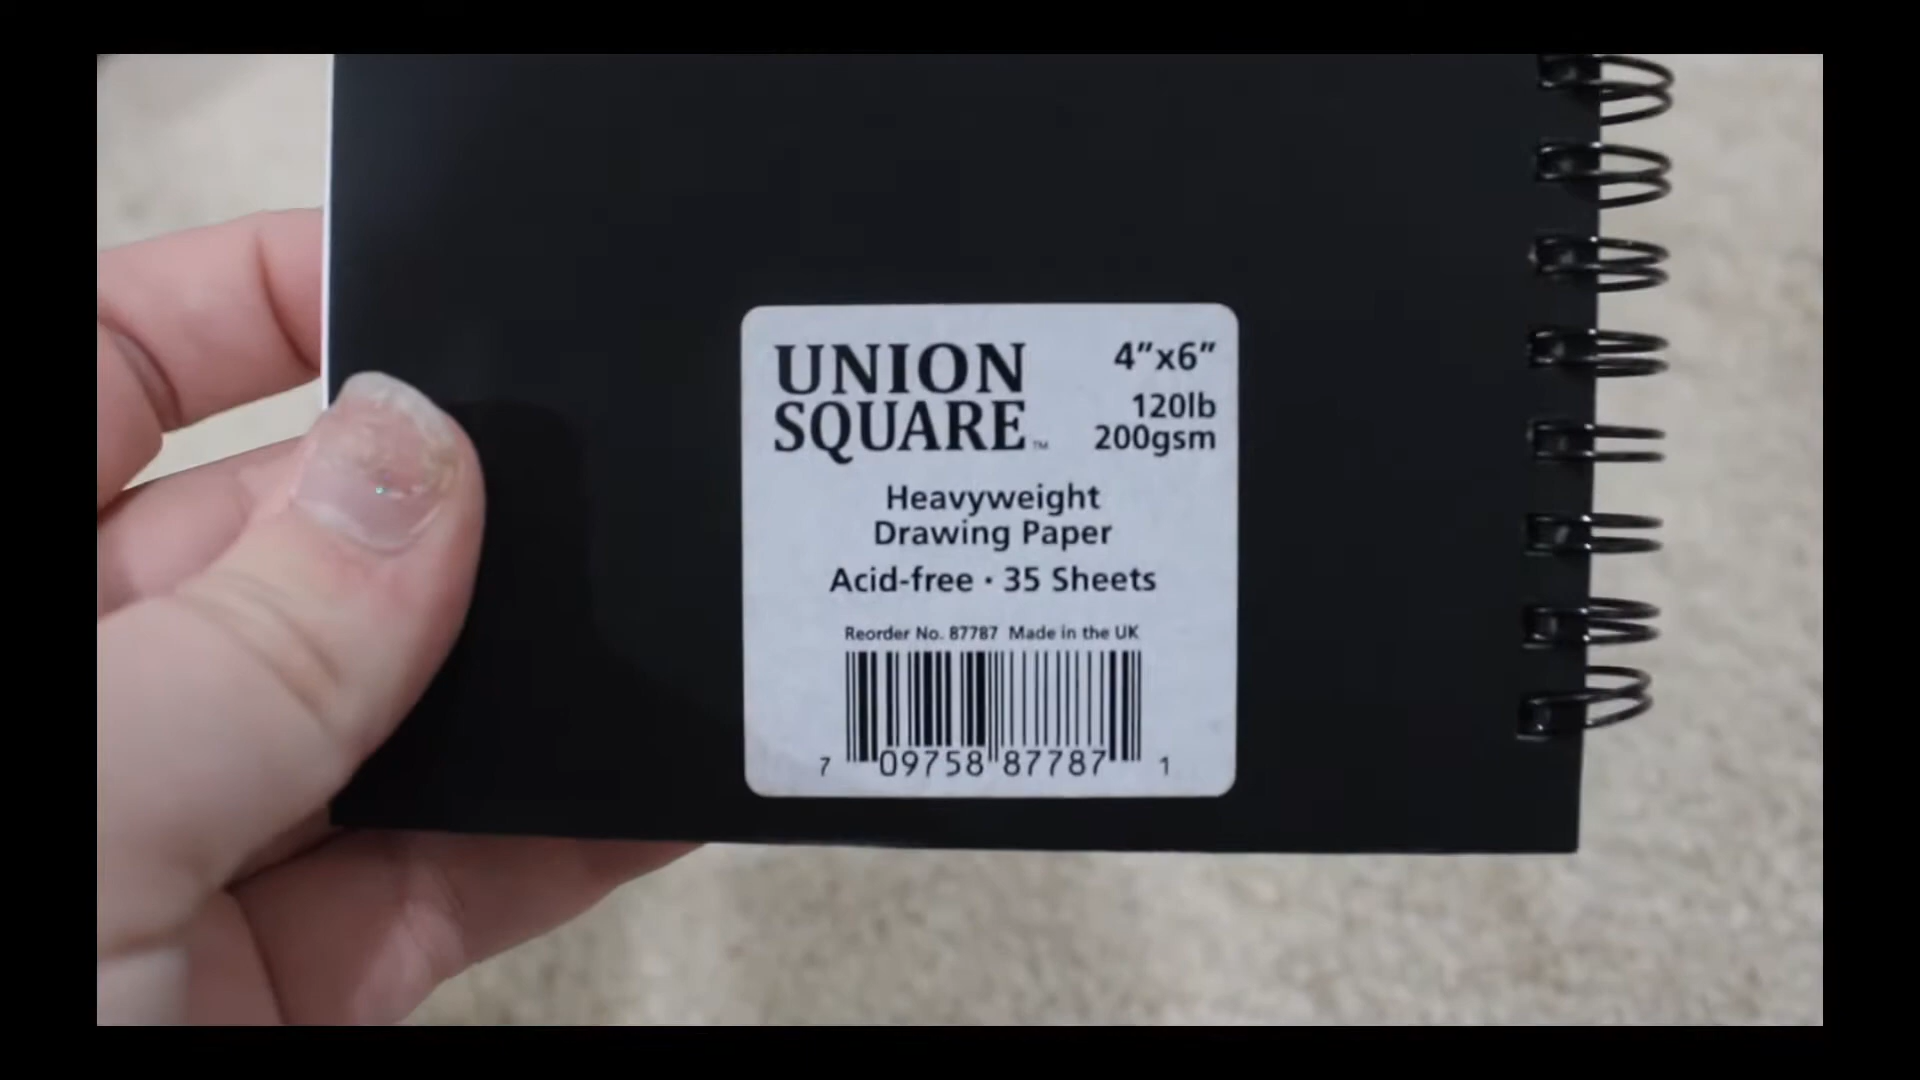 UNION
SQUARE™
4”x6”
120lb
200gsm
Heavyweight
Drawing Paper
Acid-free • 35 Sheets
Reorder No. 87787 Made in the UK
7 09758 87787 1